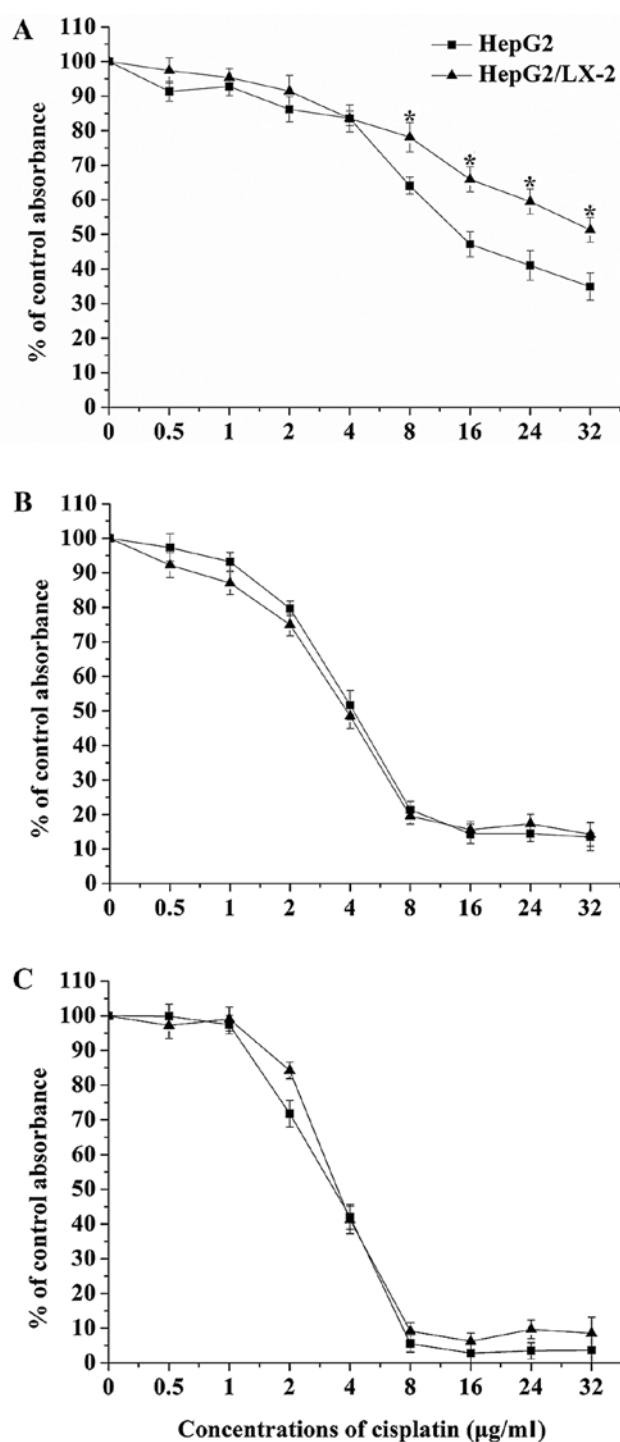 A
HepG2
HepG2/LX-2
110
100
90
80
70
60
50
40
30
20
10
0
% of control absorbance
* * * *
0 0.5 1 2 4 8 16 24 32
B
110
100
90
80
70
60
50
40
30
20
10
0
% of control absorbance
0 0.5 1 2 4 8 16 24 32
C
110
100
90
80
70
60
50
40
30
20
10
0
% of control absorbance
0 0.5 1 2 4 8 16 24 32
Concentrations of cisplatin (µg/ml)